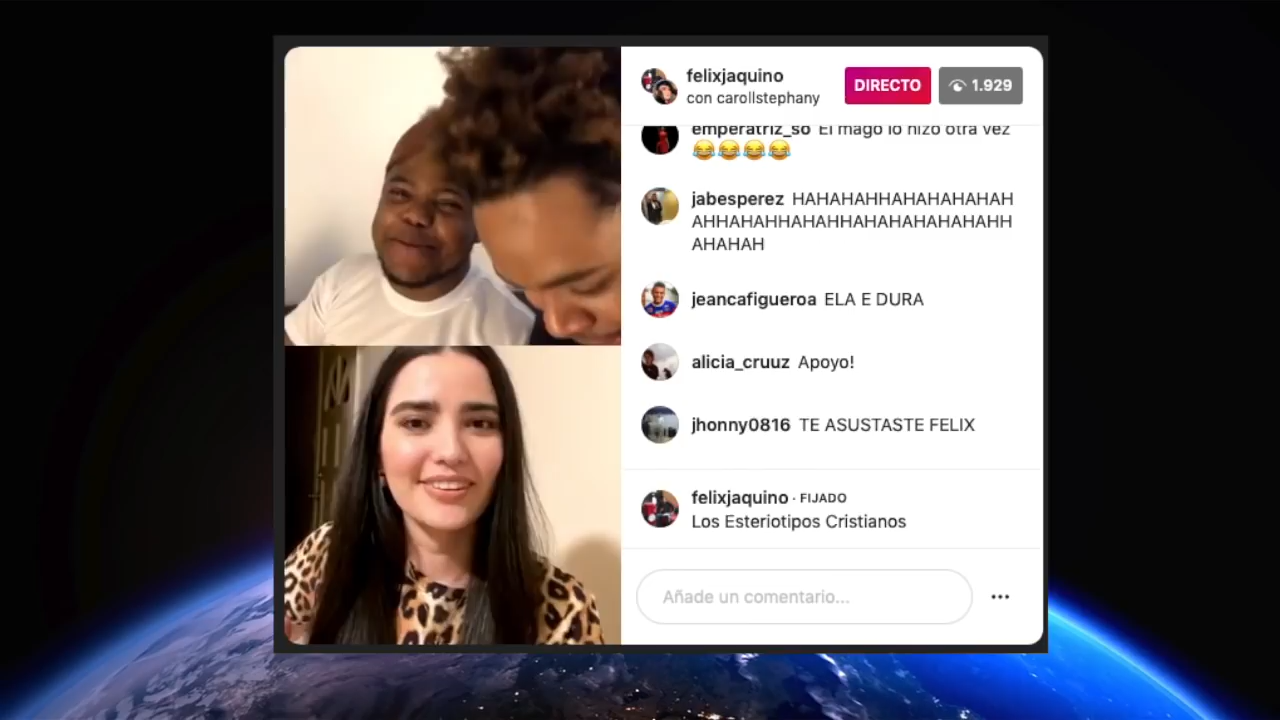 felixjaquino
con carollstephany
DIRECTO
1.929
emperatriz_so El mago lo hizo otra vez
😂😂😂😂
jabesperez HAHAHAHHAHAHAHAHAH
AHHAHAHHAHAHHAHAHAHAHAHAHH
AHAHAH
jeancafigueroa ELA E DURA
alicia_cruuz Apoyo!
jhonny0816 TE ASUSTASTE FELIX
felixjaquino · FIJADO
Los Esteriotipos Cristianos
Añade un comentario...